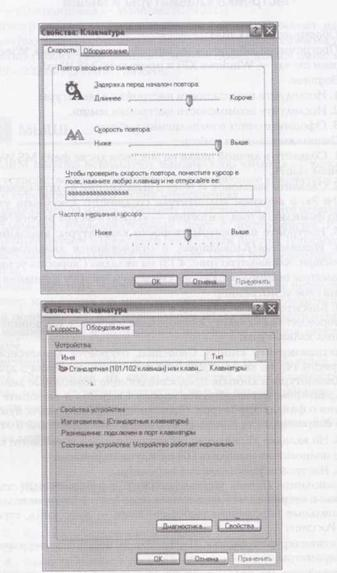 Свойства: Клавиатура
Скорость Оборудование
Повтор вводимого символа
Задержка перед началом повтора:
Длиннее Короче
Скорость повтора:
Ниже Выше
Чтобы проверить скорость повтора, поместите курсор в
поле, нажмите любую клавишу и не отпускайте ее:
аааааааааааааааааа
Частота мерцания курсора
Ниже Выше
ОК Отмена Применить
Свойства: Клавиатура
Скорость Оборудование
Устройства:
Имя Тип
Стандартная (101/102 клавиши) или клави... Клавиатуры
Свойства устройства
Изготовитель: (Стандартные клавиатуры)
Размещение: подключен в порт клавиатуры
Состояние устройства: Устройство работает нормально.
Диагностика... Свойства
ОК Отмена Применить